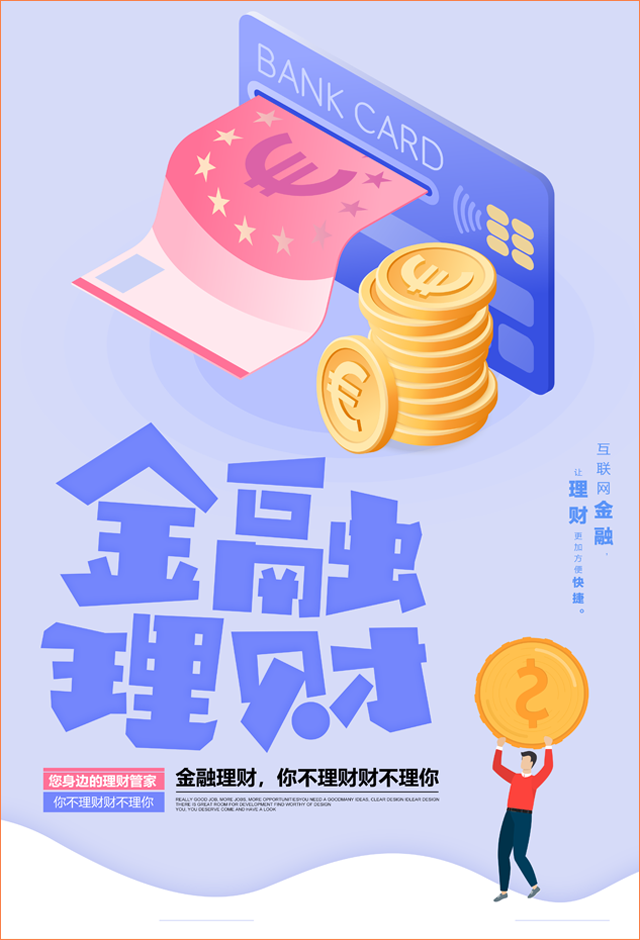 BANK CARD
金融
理财
互联网金融.
让理财更加方便快捷。
您身边的理财管家
你不理财财不理你
金融理财，你不理财财不理你
REALLY GOOD JOB, MORE JOBS, MORE OPPORTUNITIESYOU NEED A GOODMANY IDEAS, CLEAR DESIGN IDLEAR DESIGN
THERE IS GREAT ROOM FOR DEVELOPMENT FIND WORTHY OF DESIGN
YOU, YOU DESERVE COME AND HAVE A LOOK